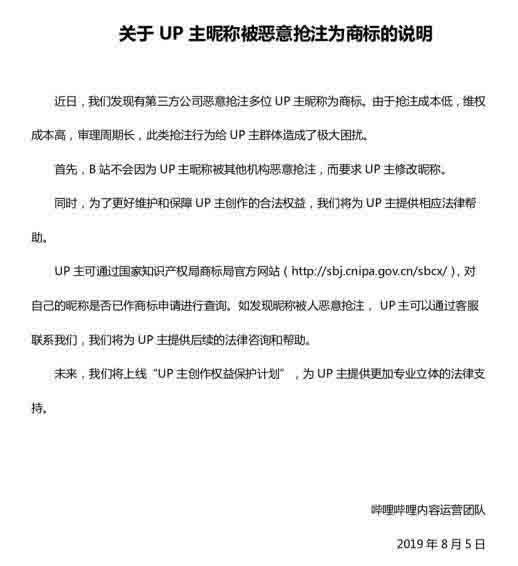 关于 UP 主昵称被恶意抢注为商标的说明
近日，我们发现有第三方公司恶意抢注多位 UP 主昵称为商标。由于抢注成本低，维权
成本高，审理周期长，此类抢注行为给 UP 主群体造成了极大困扰。
首先，B 站不会因为 UP 主昵称被其他机构恶意抢注，而要求 UP 主修改昵称。
同时，为了更好维护和保障 UP 主创作的合法权益，我们将为 UP 主提供相应法律帮
助。
UP 主可通过国家知识产权局商标局官方网站（http://sbj.cnipa.gov.cn/sbcx/），对
自己的昵称是否已作商标申请进行查询。如发现昵称被人恶意抢注， UP 主可以通过客服
联系我们，我们将为 UP 主提供后续的法律咨询和帮助。
未来，我们将上线“UP 主创作权益保护计划”，为 UP 主提供更加专业立体的法律支
持。
哔哩哔哩内容运营团队
2019 年 8 月 5 日